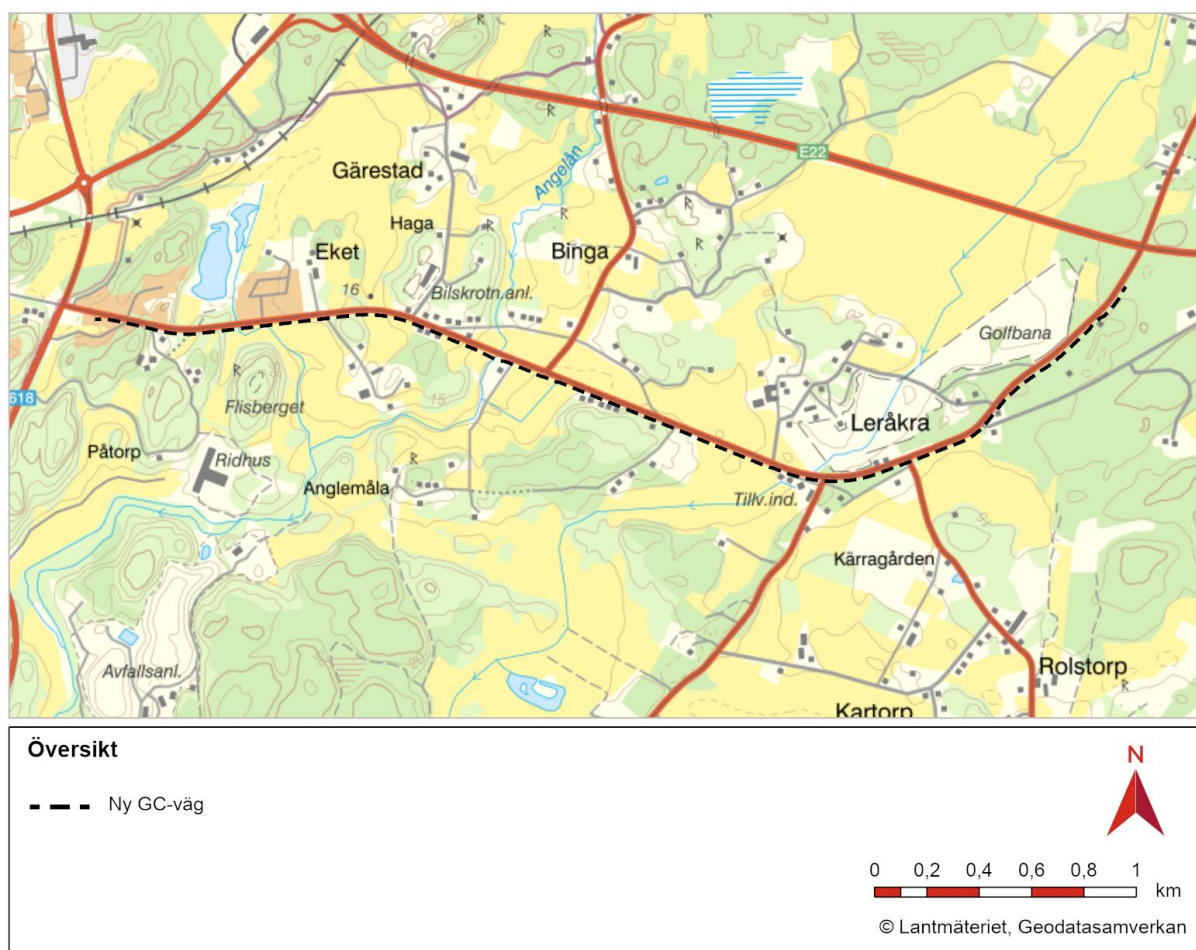 Gärestad
Angelån
E22
Haga
Eket
Binga
16
Bilskrotn.anl.
20
Golfbana
618
Flisberget
15
Leråkra
Påtorp
Ridhus
Anglemåla
Tillv.ind.
15
Kärragården
Avfallsanl.
Rolstorp
Kartorp
Översikt
Ny GC-väg
N
0 0,2 0,4 0,6 0,8 1
km
© Lantmäteriet, Geodatasamverkan